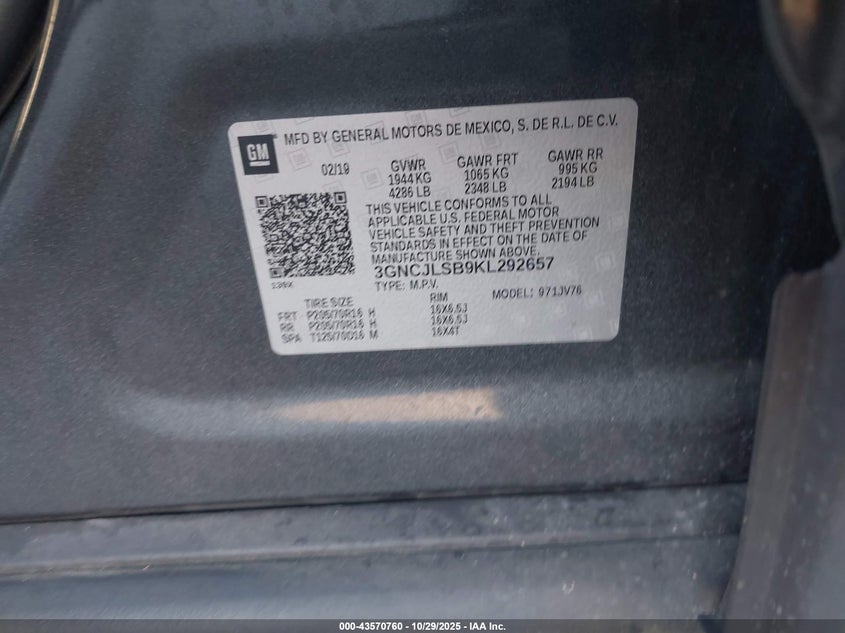 GM
MFD BY GENERAL MOTORS DE MEXICO, S. DE R.L. DE C.V.
02/19 GVWR GAWR FRT GAWR RR
1944 KG 1065 KG 995 KG
4286 LB 2348 LB 2194 LB
THIS VEHICLE CONFORMS TO ALL
APPLICABLE U.S. FEDERAL MOTOR
VEHICLE SAFETY AND THEFT PREVENTION
STANDARDS IN EFFECT ON THE DATE OF
MANUFACTURE SHOWN ABOVE.
3GNCJLSB9KL292657
TYPE: M.P.V. MODEL: 971JV76
TIRE SIZE RIM
FRT P205/70R16 H 16X6.5J
RR P205/70R16 H 16X6.5J
SPA T125/70D16 M 16X4T
000-43570760 - 10/29/2025 - IAA Inc.